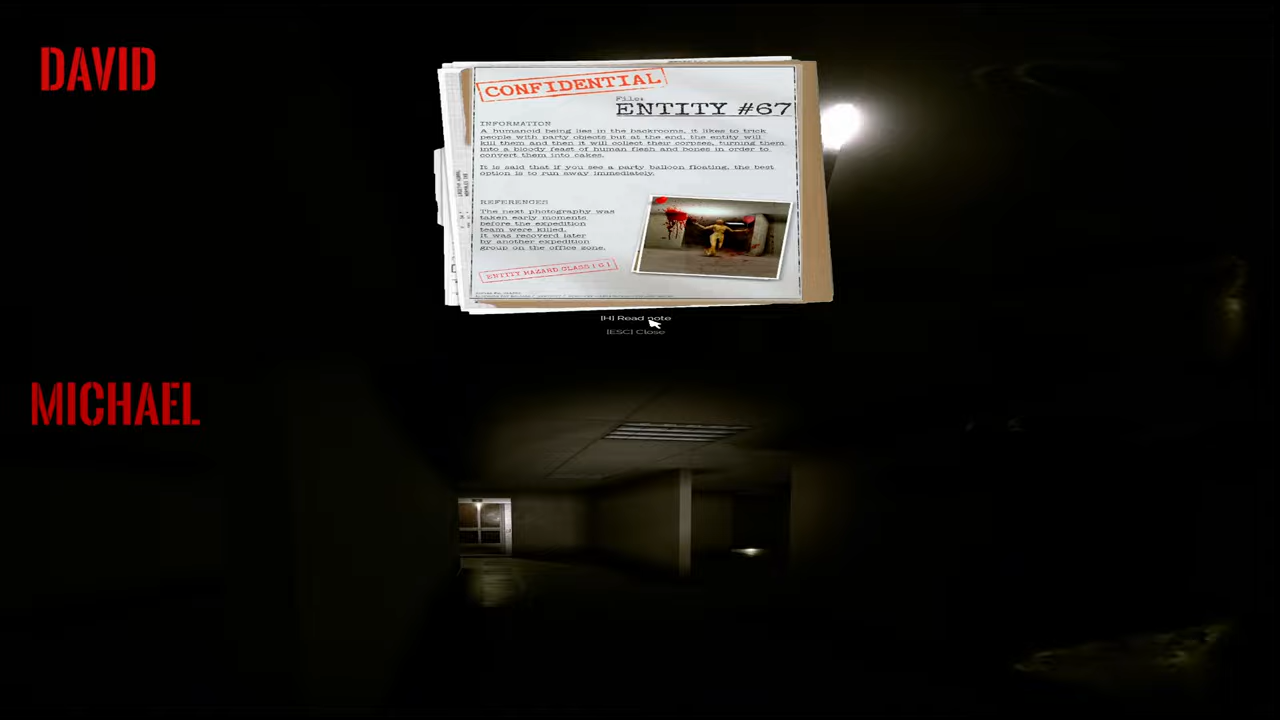 DAVID
CONFIDENTIAL
File:
ENTITY #67
INFORMATION
A humanoid being lies in the backrooms, it likes to trick
people with party objects but at the end, the entity will
kill them and then it will collect their corpses, turning them
into a bloody feast of human flesh and bones in order to
convert them into cakes.
It is said that if you see a party balloon floating, the best
option is to run away immediately.
REFERENCES
The next photography was
taken early moments
before the expedition
team were killed.
It was recoverd later
by another expedition
group on the office zone.
ENTITY HAZARD CLASS
[H] Read note
[ESC] Close
MICHAEL